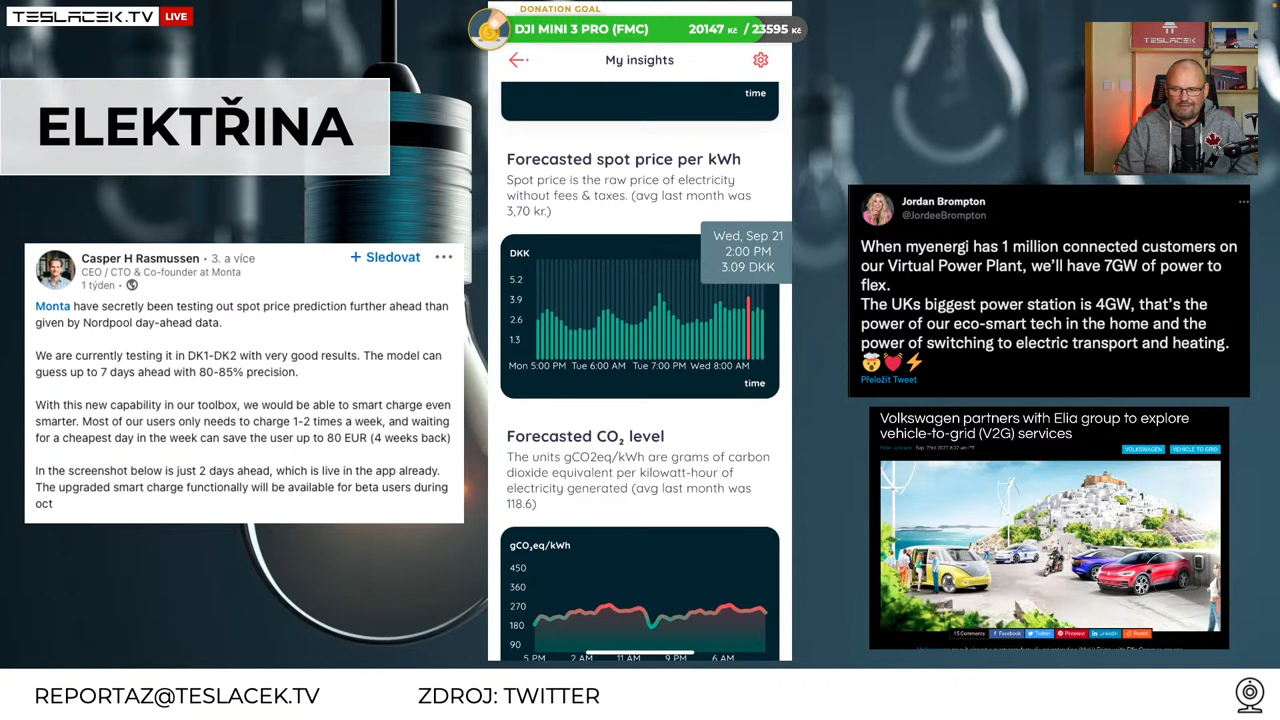 TESLACEK.TV LIVE
ELEKTŘINA
DONATION GOAL
DJI MINI 3 PRO (FMC) 20147 Kč / 23595 Kč
My insights
time
Forecasted spot price per kWh
Spot price is the raw price of electricity
without fees & taxes. (avg last month was
3,70 kr.)
Wed, Sep 21
2:00 PM
3.09 DKK
DKK
5.2
3.9
2.6
1.3
Mon 5:00 PM Tue 6:00 AM Tue 7:00 PM Wed 8:00 AM
time
Forecasted CO₂ level
The units gCO2eq/kWh are grams of carbon
dioxide equivalent per kilowatt-hour of
electricity generated (avg last month was
118.6)
gCO₂eq/kWh
450
360
270
180
90
5 PM 2 AM 11 AM 9 PM 6 AM
Casper H Rasmussen • 3. a více
+ Sledovat
CEO / CTO & Co-founder at Monta
1 týden •
Monta have secretly been testing out spot price prediction further ahead than
given by Nordpool day-ahead data.
We are currently testing it in DK1-DK2 with very good results. The model can
guess up to 7 days ahead with 80-85% precision.
With this new capability in our toolbox, we would be able to smart charge even
smarter. Most of our users only needs to charge 1-2 times a week, and waiting
for a cheapest day in the week can save the user up to 80 EUR (4 weeks back)
In the screenshot below is just 2 days ahead, which is live in the app already.
The upgraded smart charge functionally will be available for beta users during
oct
TESLACEK
Jordan Brompton
@JordeeBrompton
When myenergi has 1 million connected customers on
our Virtual Power Plant, we'll have 7GW of power to
flex.
The UKs biggest power station is 4GW, that's the
power of our eco-smart tech in the home and the
power of switching to electric transport and heating.
🤯💓⚡
Přeložit Tweet
Volkswagen partners with Elia group to explore
vehicle-to-grid (V2G) services
VOLKSWAGEN VEHICLE TO GRID
15 Comments Facebook Twitter Pinterest LinkedIn Reddit
REPORTAZ@TESLACEK.TV ZDROJ: TWITTER